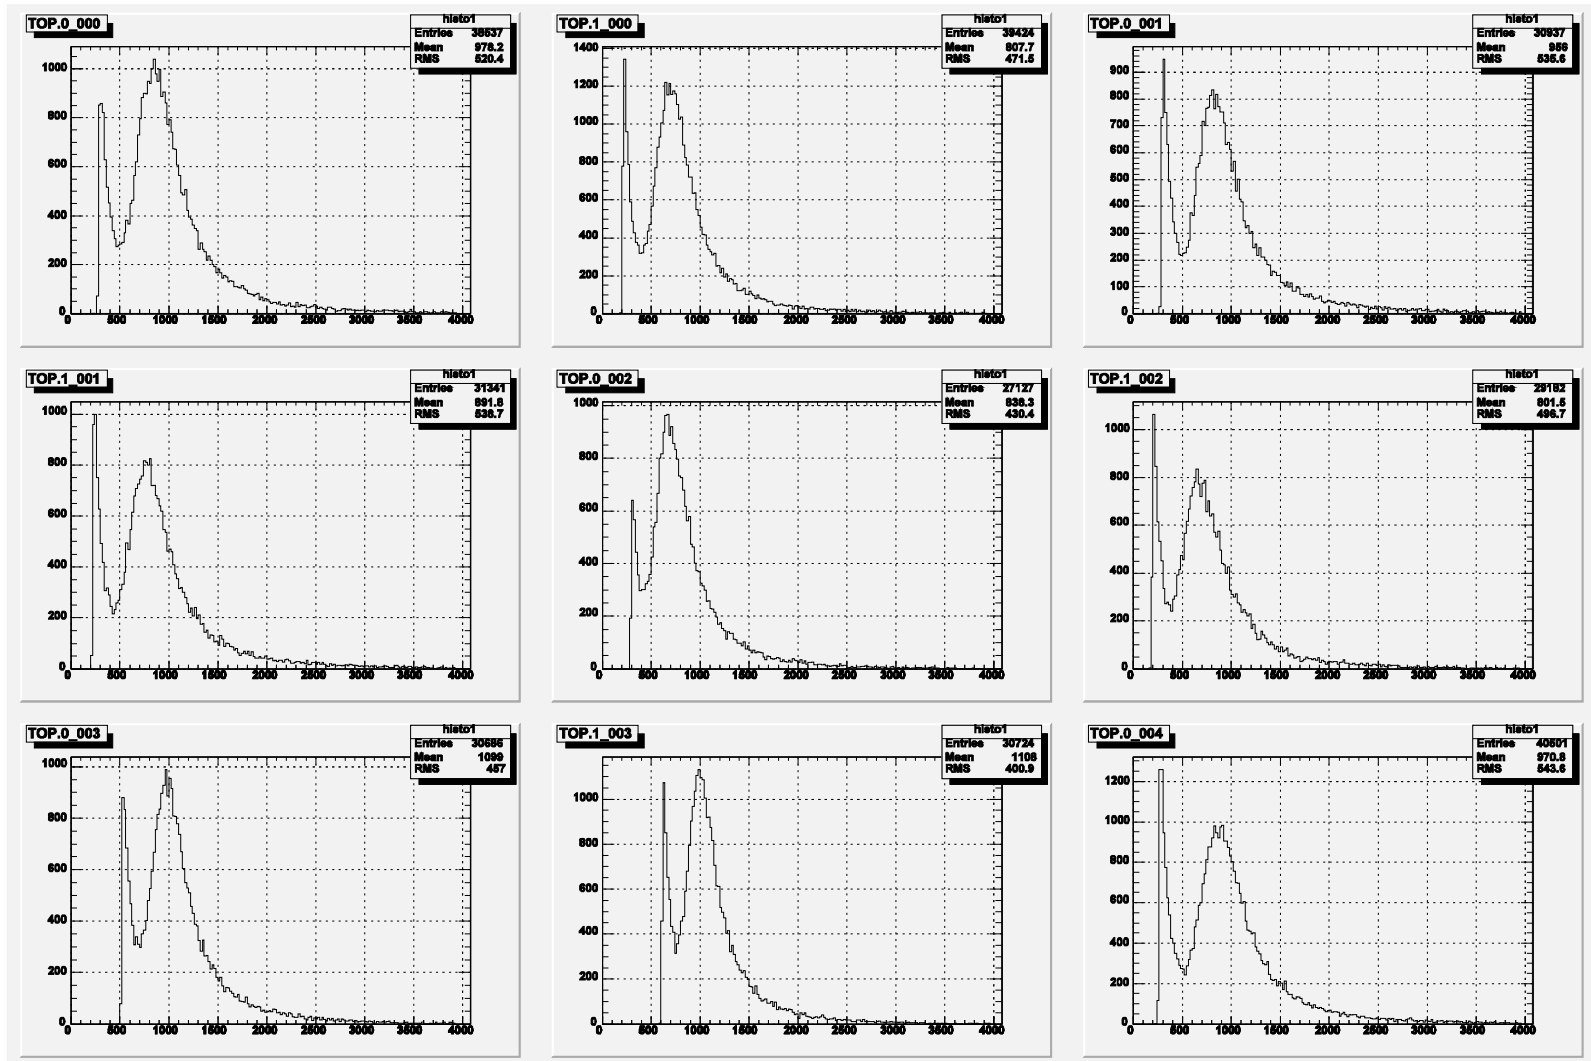 TOP.0_000
histo1
Entries 38537
Mean 978.2
RMS 520.4
1000
800
600
400
200
0
0 500 1000 1500 2000 2500 3000 3500 4000
TOP.1_000
histo1
Entries 39424
Mean 807.7
RMS 471.5
1400
1200
1000
800
600
400
200
0
0 500 1000 1500 2000 2500 3000 3500 4000
TOP.0_001
histo1
Entries 30937
Mean 956
RMS 535.6
900
800
700
600
500
400
300
200
100
0
0 500 1000 1500 2000 2500 3000 3500 4000
TOP.1_001
histo1
Entries 31341
Mean 891.8
RMS 538.7
1000
800
600
400
200
0
0 500 1000 1500 2000 2500 3000 3500 4000
TOP.0_002
histo1
Entries 27127
Mean 838.3
RMS 430.4
1000
800
600
400
200
0
0 500 1000 1500 2000 2500 3000 3500 4000
TOP.1_002
histo1
Entries 29182
Mean 801.5
RMS 496.7
1000
800
600
400
200
0
0 500 1000 1500 2000 2500 3000 3500 4000
TOP.0_003
histo1
Entries 30686
Mean 1099
RMS 457
1000
800
600
400
200
0
0 500 1000 1500 2000 2500 3000 3500 4000
TOP.1_003
histo1
Entries 30724
Mean 1108
RMS 400.9
1000
800
600
400
200
0
0 500 1000 1500 2000 2500 3000 3500 4000
TOP.0_004
histo1
Entries 40501
Mean 970.8
RMS 543.6
1200
1000
800
600
400
200
0
0 500 1000 1500 2000 2500 3000 3500 4000